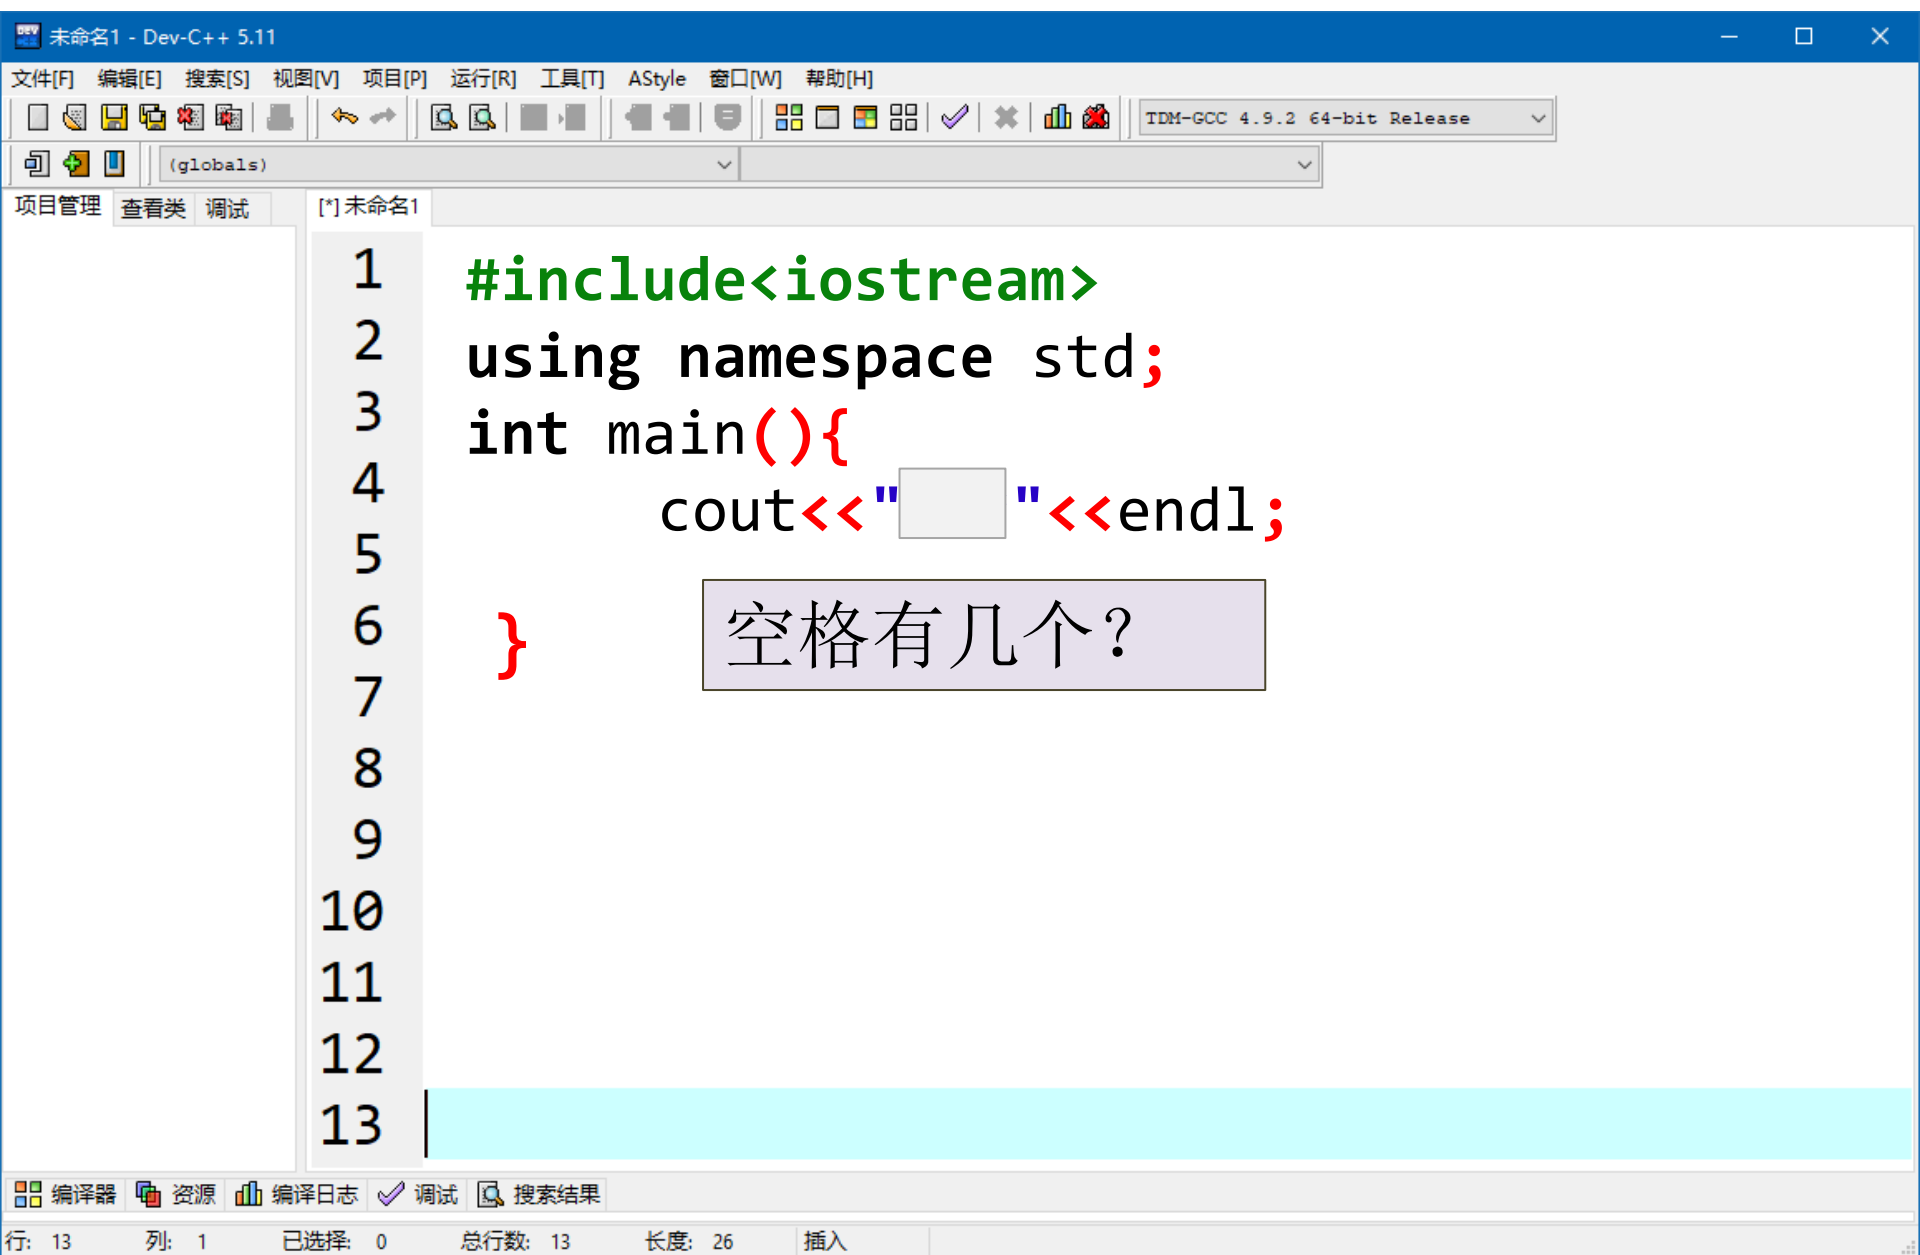 未命名1 - Dev-C++ 5.11
文件[F] 编辑[E] 搜索[S] 视图[V] 项目[P] 运行[R] 工具[T] AStyle 窗口[W] 帮助[H]
TDM-GCC 4.9.2 64-bit Release
(globals)
项目管理 查看类 调试 [*] 未命名1
1 #include<iostream>
2 using namespace std;
3 int main(){
4 cout<<" "<<endl;
5
空格有几个？
6 }
7
8
9
10
11
12
13
编译器 资源 编译日志 调试 搜索结果
行: 13 列: 1 已选择: 0 总行数: 13 长度: 26 插入